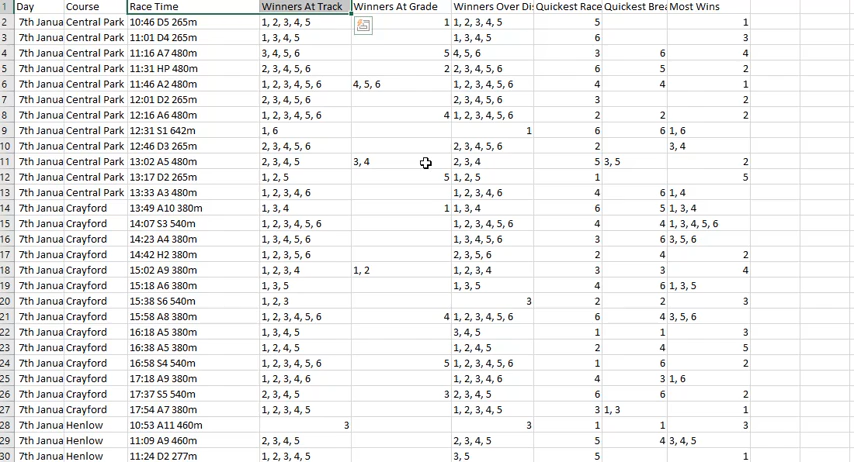 Day Course Race Time Winners At Track Winners At Grade Winners Over Di Quickest Race Quickest Brea Most Wins
2 7th Janua Central Park 10:46 D5 265m 1, 2, 3, 4, 5 1 1, 2, 3, 4, 5 5 1
3 7th Janua Central Park 11:01 D4 265m 1, 3, 4, 5 1, 3, 4, 5 6 3
4 7th Janua Central Park 11:16 A7 480m 3, 4, 5, 6 5 4, 5, 6 3 6 4
5 7th Janua Central Park 11:31 HP 480m 2, 3, 4, 5, 6 2 2, 3, 4, 5, 6 6 5 2
6 7th Janua Central Park 11:46 A2 480m 1, 2, 3, 4, 5, 6 4, 5, 6 1, 2, 3, 4, 5, 6 4 4 1
7 7th Janua Central Park 12:01 D2 265m 2, 3, 4, 5, 6 2, 3, 4, 5, 6 3 2
8 7th Janua Central Park 12:16 A6 480m 1, 2, 3, 4, 5, 6 4 1, 2, 3, 4, 5, 6 2 2 2
9 7th Janua Central Park 12:31 S1 642m 1, 6 1 6 6 1, 6
10 7th Janua Central Park 12:46 D3 265m 2, 3, 4, 5, 6 2, 3, 4, 5, 6 2 3, 4
11 7th Janua Central Park 13:02 A5 480m 2, 3, 4, 5 3, 4 2, 3, 4 5 3, 5 2
12 7th Janua Central Park 13:17 D2 265m 1, 2, 5 5 1, 2, 5 1 5
13 7th Janua Central Park 13:33 A3 480m 1, 2, 3, 4, 6 1, 2, 3, 4, 6 4 6 1, 4
14 7th Janua Crayford 13:49 A10 380m 1, 3, 4 1 1, 3, 4 6 5 1, 3, 4
15 7th Janua Crayford 14:07 S3 540m 1, 2, 3, 4, 5, 6 1, 2, 3, 4, 5, 6 4 4 1, 3, 4, 5, 6
16 7th Janua Crayford 14:23 A4 380m 1, 3, 4, 5, 6 1, 3, 4, 5, 6 3 6 3, 5, 6
17 7th Janua Crayford 14:42 H2 380m 1, 2, 3, 5, 6 2, 3, 5, 6 2 4 2
18 7th Janua Crayford 15:02 A9 380m 1, 2, 3, 4 1, 2 1, 2, 3, 4 3 3 4
19 7th Janua Crayford 15:18 A6 380m 1, 3, 5 1, 3, 5 4 6 1, 3, 5
20 7th Janua Crayford 15:38 S6 540m 1, 2, 3 3 2 2 3
21 7th Janua Crayford 15:58 A8 380m 1, 2, 3, 4, 5, 6 4 1, 2, 3, 4, 5, 6 6 4 3, 5, 6
22 7th Janua Crayford 16:18 A5 380m 1, 3, 4, 5 3, 4, 5 1 1 3
23 7th Janua Crayford 16:38 A5 380m 1, 2, 4, 5 1, 2, 4, 5 2 4 5
24 7th Janua Crayford 16:58 S4 540m 1, 2, 3, 4, 5, 6 5 1, 2, 3, 4, 5, 6 1 6 2
25 7th Janua Crayford 17:18 A9 380m 1, 2, 3, 4, 6 1, 2, 3, 4, 6 4 3 1, 6
26 7th Janua Crayford 17:37 S5 540m 2, 3, 4, 5 3 2, 3, 4, 5 6 6 2
27 7th Janua Crayford 17:54 A7 380m 1, 2, 3, 4, 5 1, 2, 3, 4, 5 3 1, 3 1
28 7th Janua Henlow 10:53 A11 460m 3 3 1 1 3
29 7th Janua Henlow 11:09 A9 460m 2, 3, 4, 5 2, 3, 4, 5 5 4 3, 4, 5
30 7th Janua Henlow 11:24 D2 277m 1, 2, 3, 4, 5 3, 5 5 1